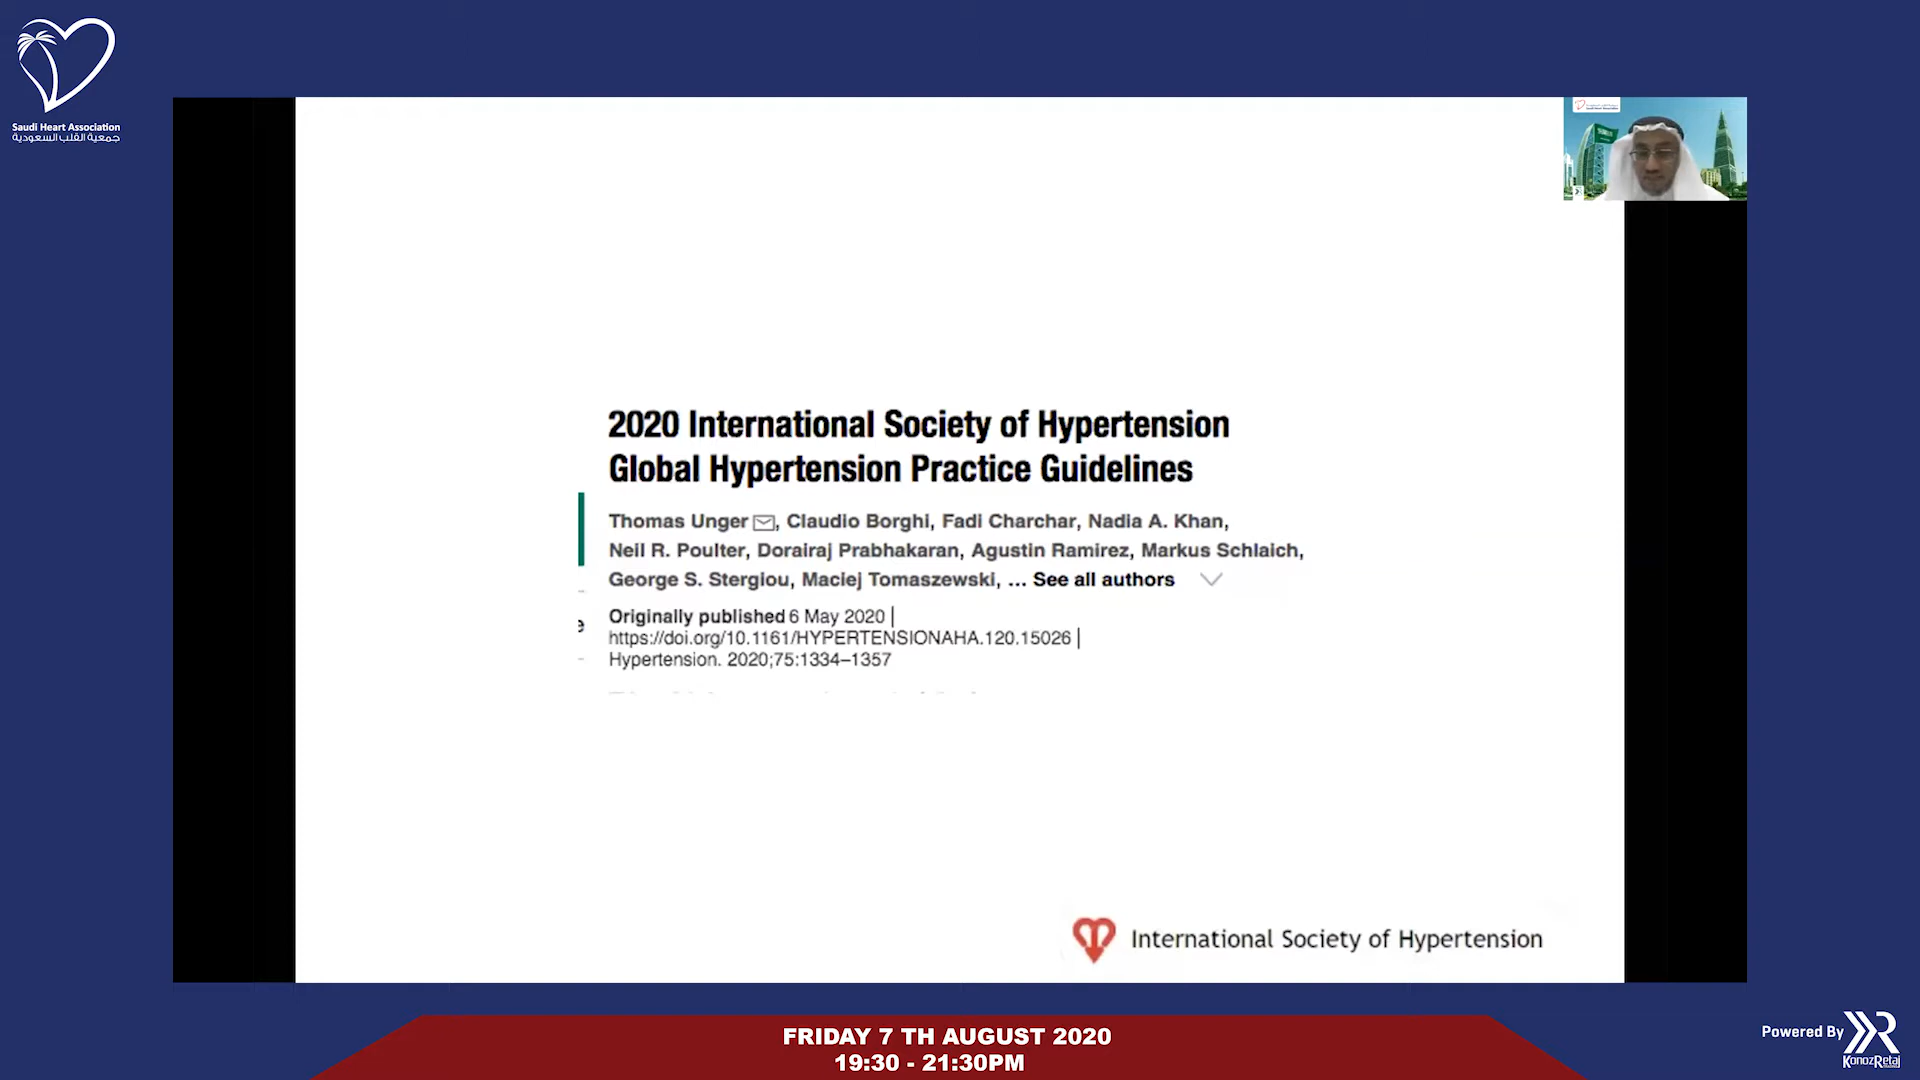 Saudi Heart Association
جمعية القلب السعودية
2020 International Society of Hypertension
Global Hypertension Practice Guidelines
Thomas Unger, Claudio Borghi, Fadi Charchar, Nadia A. Khan,
Neil R. Poulter, Dorairaj Prabhakaran, Agustin Ramirez, Markus Schlaich,
George S. Stergiou, Maciej Tomaszewski, ... See all authors
Originally published 6 May 2020 |
e
https://doi.org/10.1161/HYPERTENSIONAHA.120.15026 |
Hypertension. 2020;75:1334–1357
International Society of Hypertension
FRIDAY 7 TH AUGUST 2020
19:30 - 21:30PM
Powered By
KonozRetaj